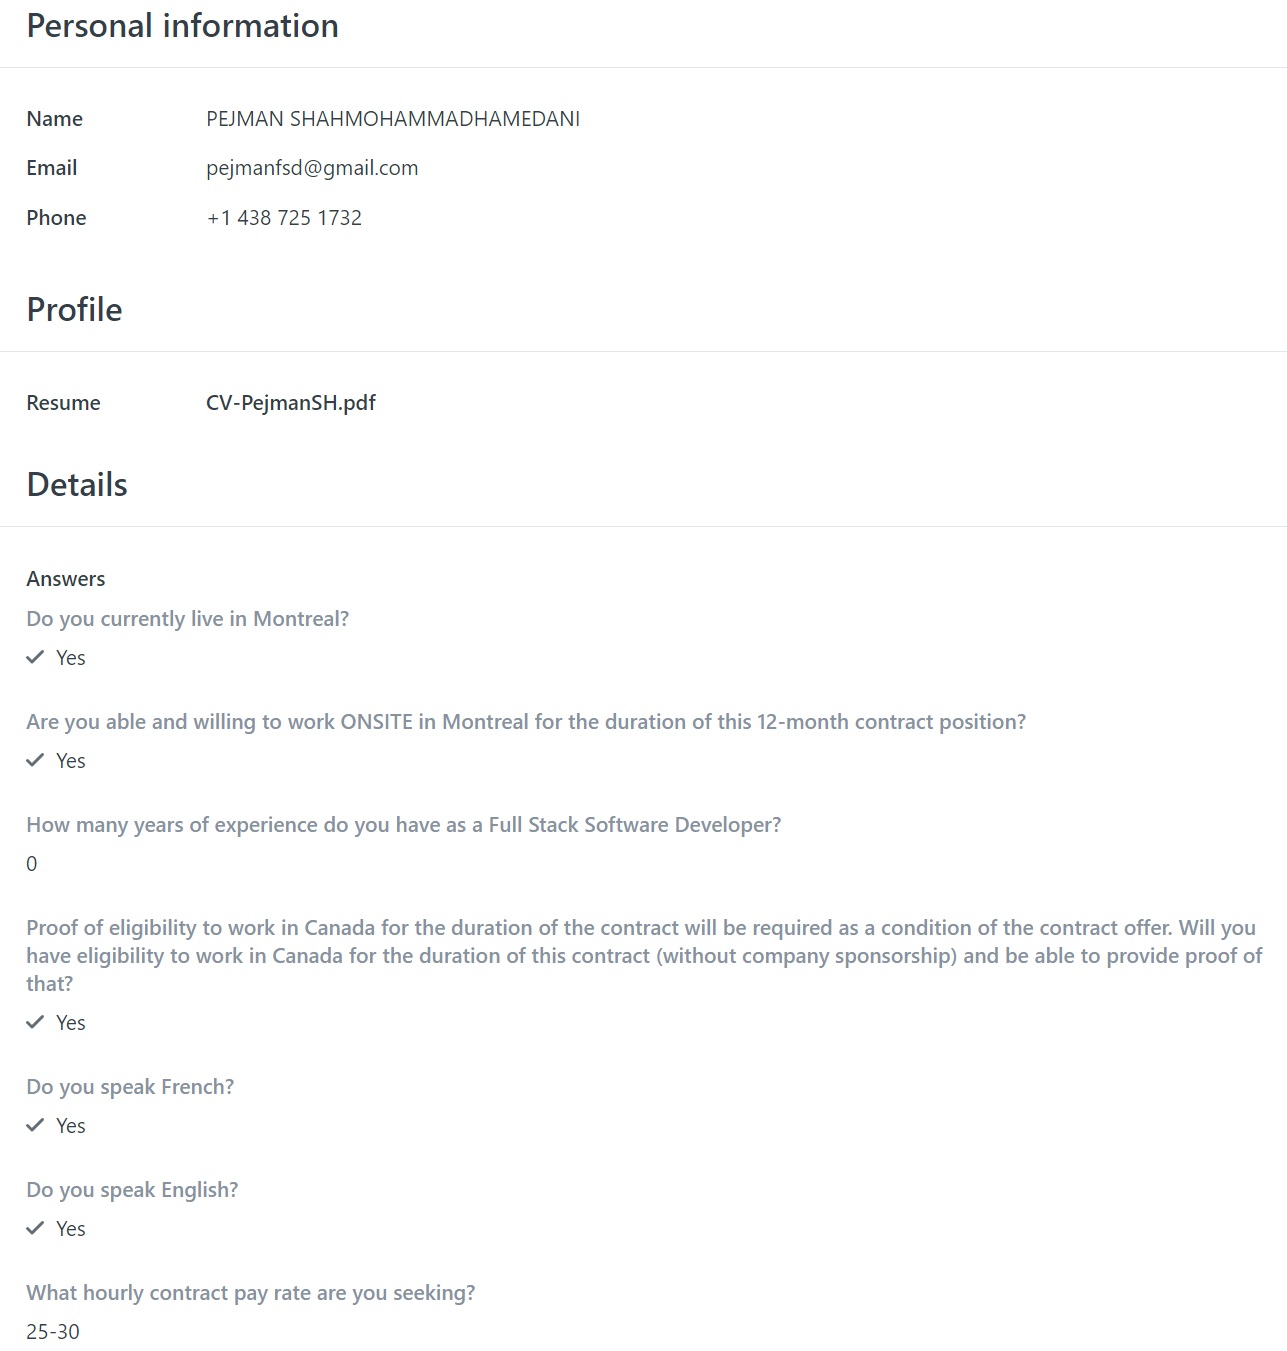 Personal information
Name PEJMAN SHAHMOHAMMADHAMEDANI
Email pejmanfsd@gmail.com
Phone +1 438 725 1732
Profile
Resume CV-PejmanSH.pdf
Details
Answers
Do you currently live in Montreal?
Yes
Are you able and willing to work ONSITE in Montreal for the duration of this 12-month contract position?
Yes
How many years of experience do you have as a Full Stack Software Developer?
0
Proof of eligibility to work in Canada for the duration of the contract will be required as a condition of the contract offer. Will you
have eligibility to work in Canada for the duration of this contract (without company sponsorship) and be able to provide proof of
that?
Yes
Do you speak French?
Yes
Do you speak English?
Yes
What hourly contract pay rate are you seeking?
25-30